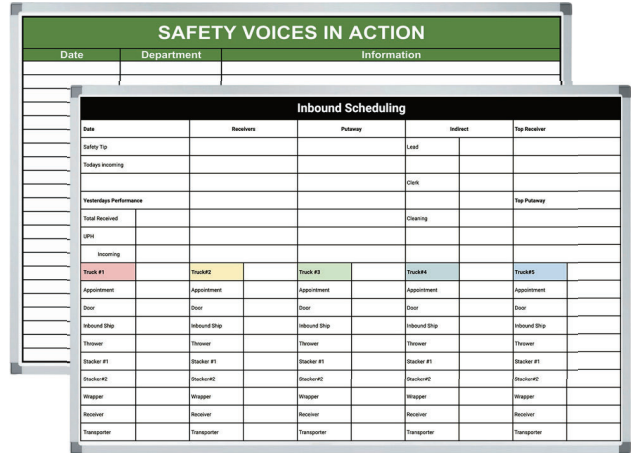 SAFETY VOICES IN ACTION
Date Department Information
Inbound Scheduling
Date Receivers Putaway Indirect Top Receiver
Safety Tip Lead
Todays incoming
Clerk
Yesterdays Performance Top Putaway
Total Received Cleaning
UPH
Incoming
Truck #1 Truck#2 Truck #3 Truck#4 Truck#5
Appointment Appointment Appointment Appointment Appointment
Door Door Door Door Door
Inbound Ship Inbound Ship Inbound Ship Inbound Ship Inbound Ship
Thrower Thrower Thrower Thrower Thrower
Stacker #1 Stacker #1 Stacker #1 Stacker #1 Stacker #1
Stacker#2 Stacker#2 Stacker#2 Stacker#2 Stacker#2
Wrapper Wrapper Wrapper Wrapper Wrapper
Receiver Receiver Receiver Receiver Receiver
Transporter Transporter Transporter Transporter Transporter